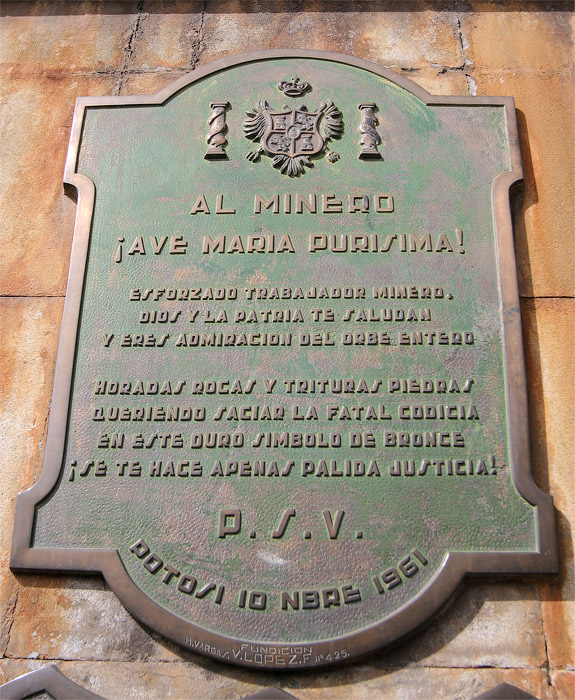 AL MINERO
¡AVE MARIA PURISIMA!
ESFORZADO TRABAJADOR MINERO,
DIOS Y LA PATRIA TE SALUDAN
Y ERES ADMIRACION DEL ORBE ENTERO
HORADAS ROCAS Y TRITURAS PIEDRAS
QUERIENDO SACIAR LA FATAL CODICIA
EN ESTE DURO SIMBOLO DE BRONCE
¡SE TE HACE APENAS PALIDA JUSTICIA!
P.S.V.
POTOSI 10 NBRE 1961
FUNDICION
H.VARGAS. V.LOPEZ.F. Nº425.